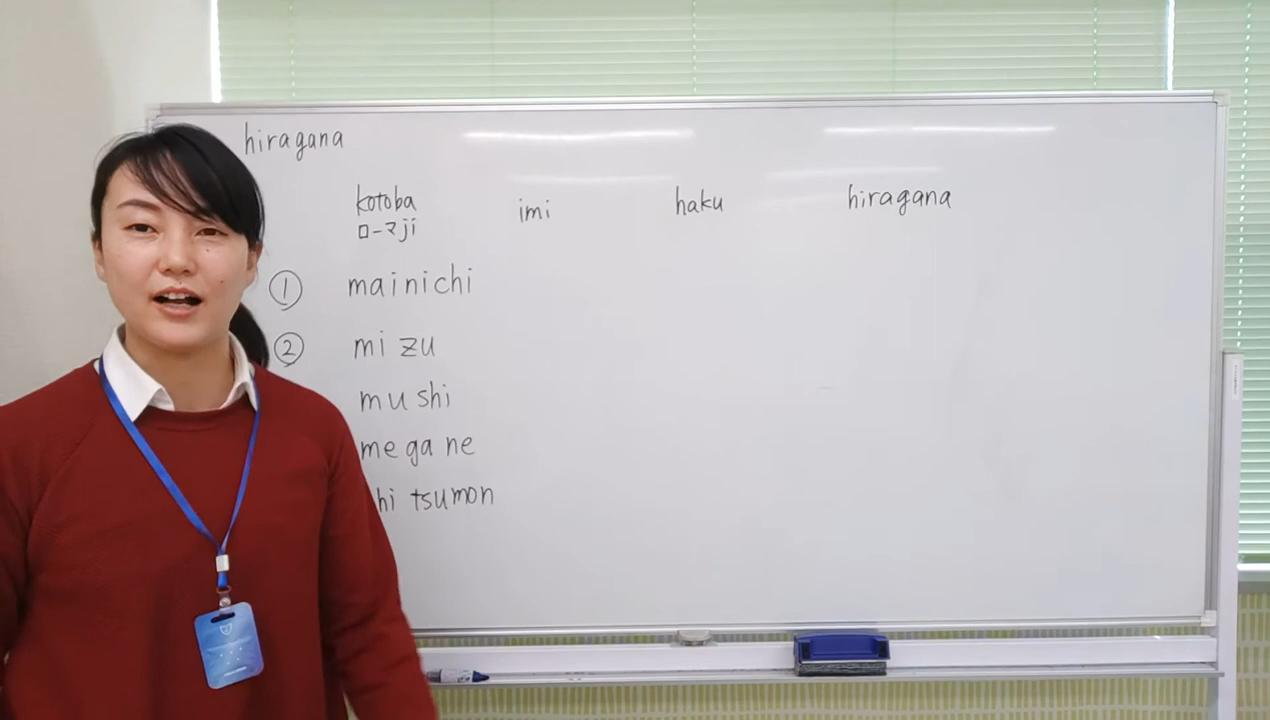 hiragana
kotoba imi haku hiragana
ローマji
① mainichi
② mi zu
mu shi
me ga ne
hi tsumon